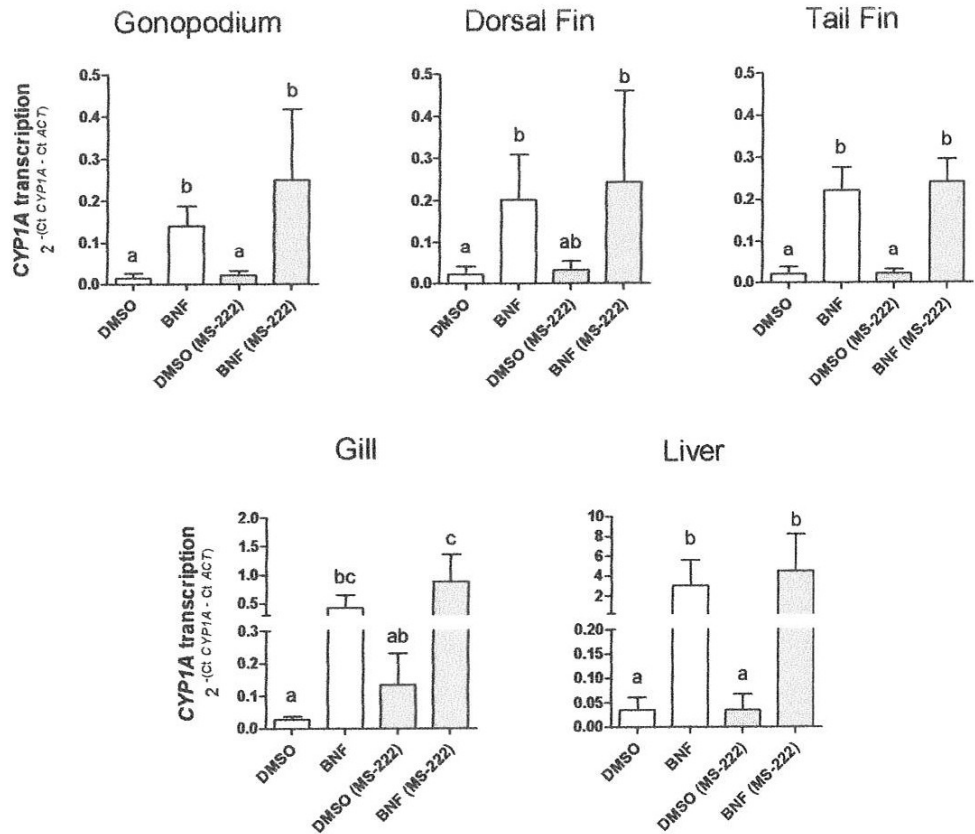 Gonopodium
Dorsal Fin
Tail Fin
CYP1A transcription
2 -(Ct CYP1A - Ct ACT)
0.5
0.4
0.3
0.2
0.1
0.0
a
b
a
b
DMSO
BNF
DMSO (MS-222)
BNF (MS-222)
0.5
0.4
0.3
0.2
0.1
0.0
a
b
ab
b
DMSO
BNF
DMSO (MS-222)
BNF (MS-222)
0.5
0.4
0.3
0.2
0.1
0.0
a
b
a
b
DMSO
BNF
DMSO (MS-222)
BNF (MS-222)
Gill
Liver
CYP1A transcription
2 -(Ct CYP1A - Ct ACT)
2.0
1.5
1.0
0.5
0.3
0.2
0.1
0.0
a
bc
ab
c
DMSO
BNF
DMSO (MS-222)
BNF (MS-222)
10
8
6
4
2
0.20
0.15
0.10
0.05
0.00
a
b
a
b
DMSO
BNF
DMSO (MS-222)
BNF (MS-222)